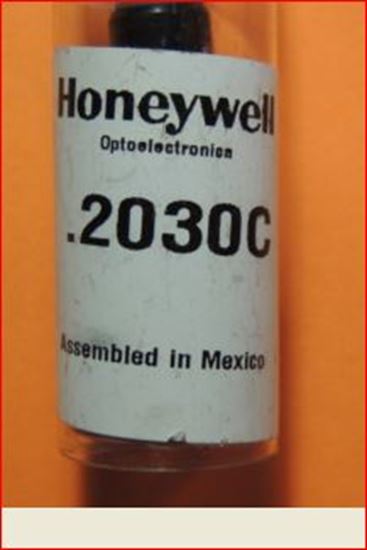 Honeywell
Optoelectronics
.2030C
Assembled in Mexico